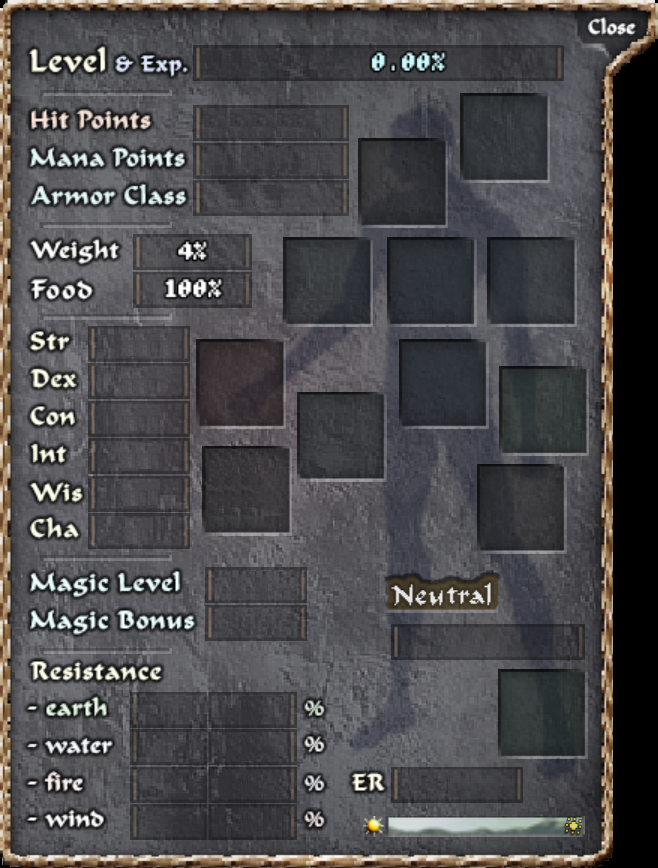 Close
Level & Exp. 0.00%
Hit Points
Mana Points
Armor Class
Weight 4%
Food 100%
Str
Dex
Con
Int
Wis
Cha
Magic Level
Magic Bonus
Neutral
Resistance
- earth %
- water %
- fire % ER
- wind %